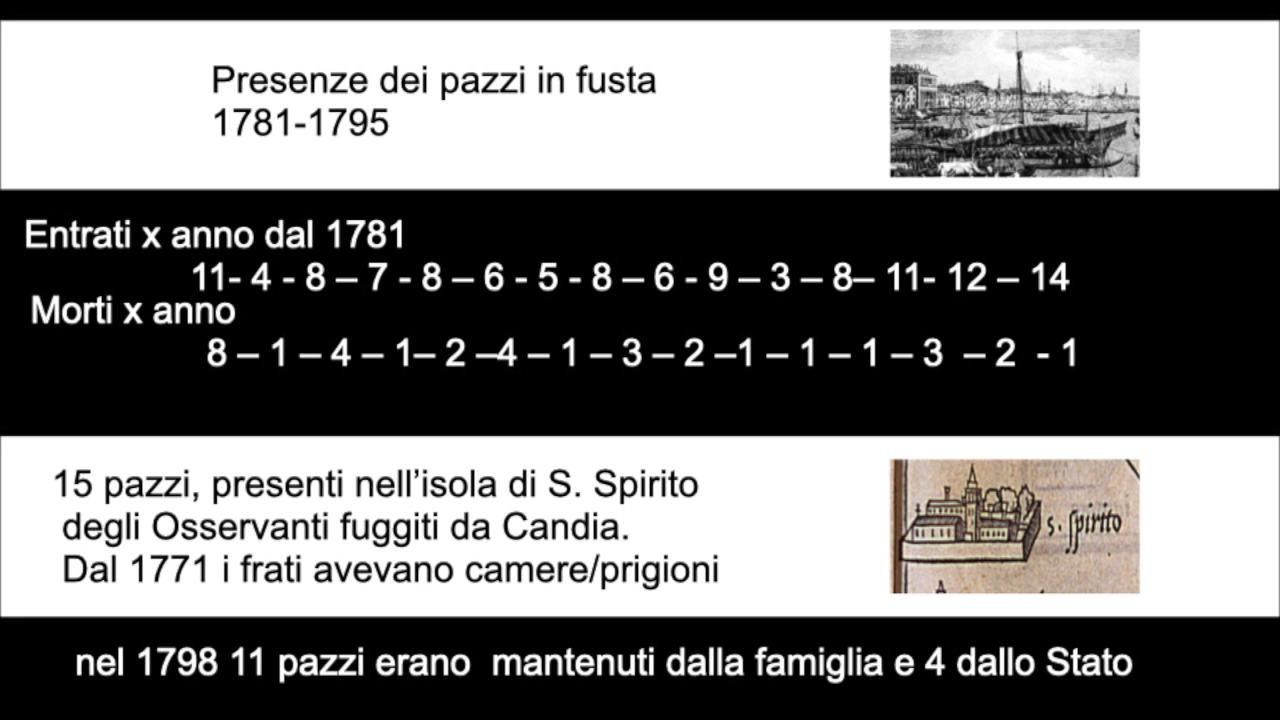 Presenze dei pazzi in fusta
1781-1795
Entrati x anno dal 1781
11- 4 - 8 – 7 - 8 – 6 - 5 - 8 – 6 - 9 – 3 – 8– 11- 12 – 14
Morti x anno
8 – 1 – 4 – 1– 2 –4 – 1 – 3 – 2 –1 – 1 – 1 – 3 – 2 - 1
15 pazzi, presenti nell’isola di S. Spirito
degli Osservanti fuggiti da Candia.
Dal 1771 i frati avevano camere/prigioni
s. spirito
nel 1798 11 pazzi erano mantenuti dalla famiglia e 4 dallo Stato